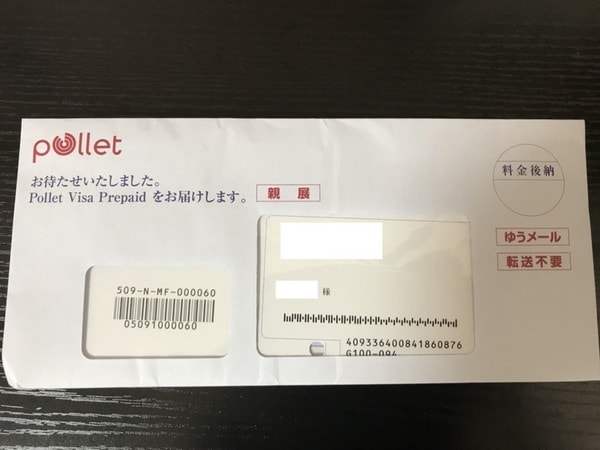 pollet
お待たせいたしました。
Pollet Visa Prepaid をお届けします。
親展
料金後納
ゆうメール
転送不要
509-N-MF-000060
05091000060
様
409336400841860876
G100-094